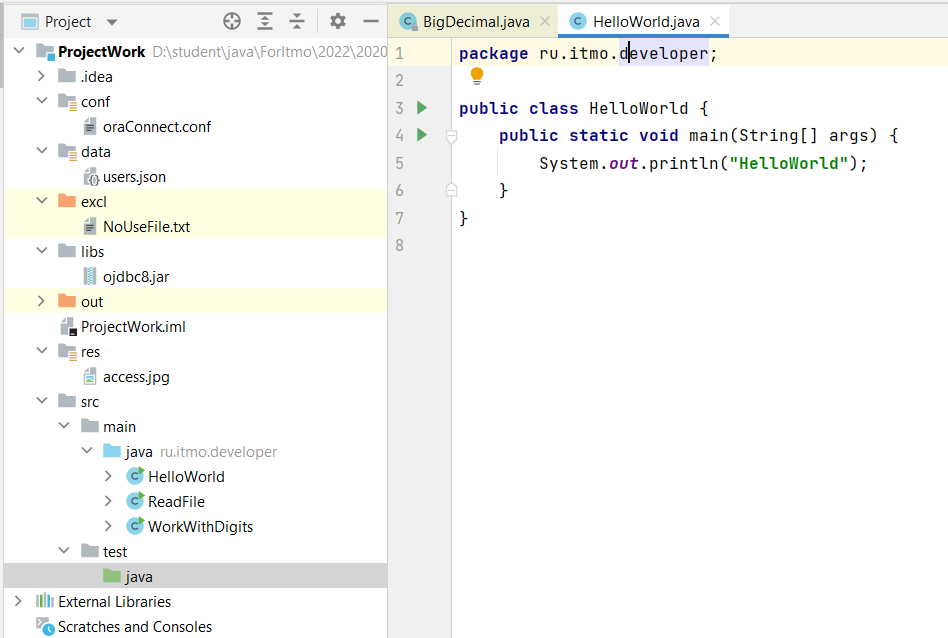 Project
BigDecimal.java
HelloWorld.java
ProjectWork D:\student\java\ForItmo\2022\2020
.idea
conf
oraConnect.conf
data
users.json
excl
NoUseFile.txt
libs
ojdbc8.jar
out
ProjectWork.iml
res
access.jpg
src
main
java ru.itmo.developer
HelloWorld
ReadFile
WorkWithDigits
test
java
External Libraries
Scratches and Consoles
1 package ru.itmo.developer;
2
3 public class HelloWorld {
4 public static void main(String[] args) {
5 System.out.println("HelloWorld");
6 }
7 }
8